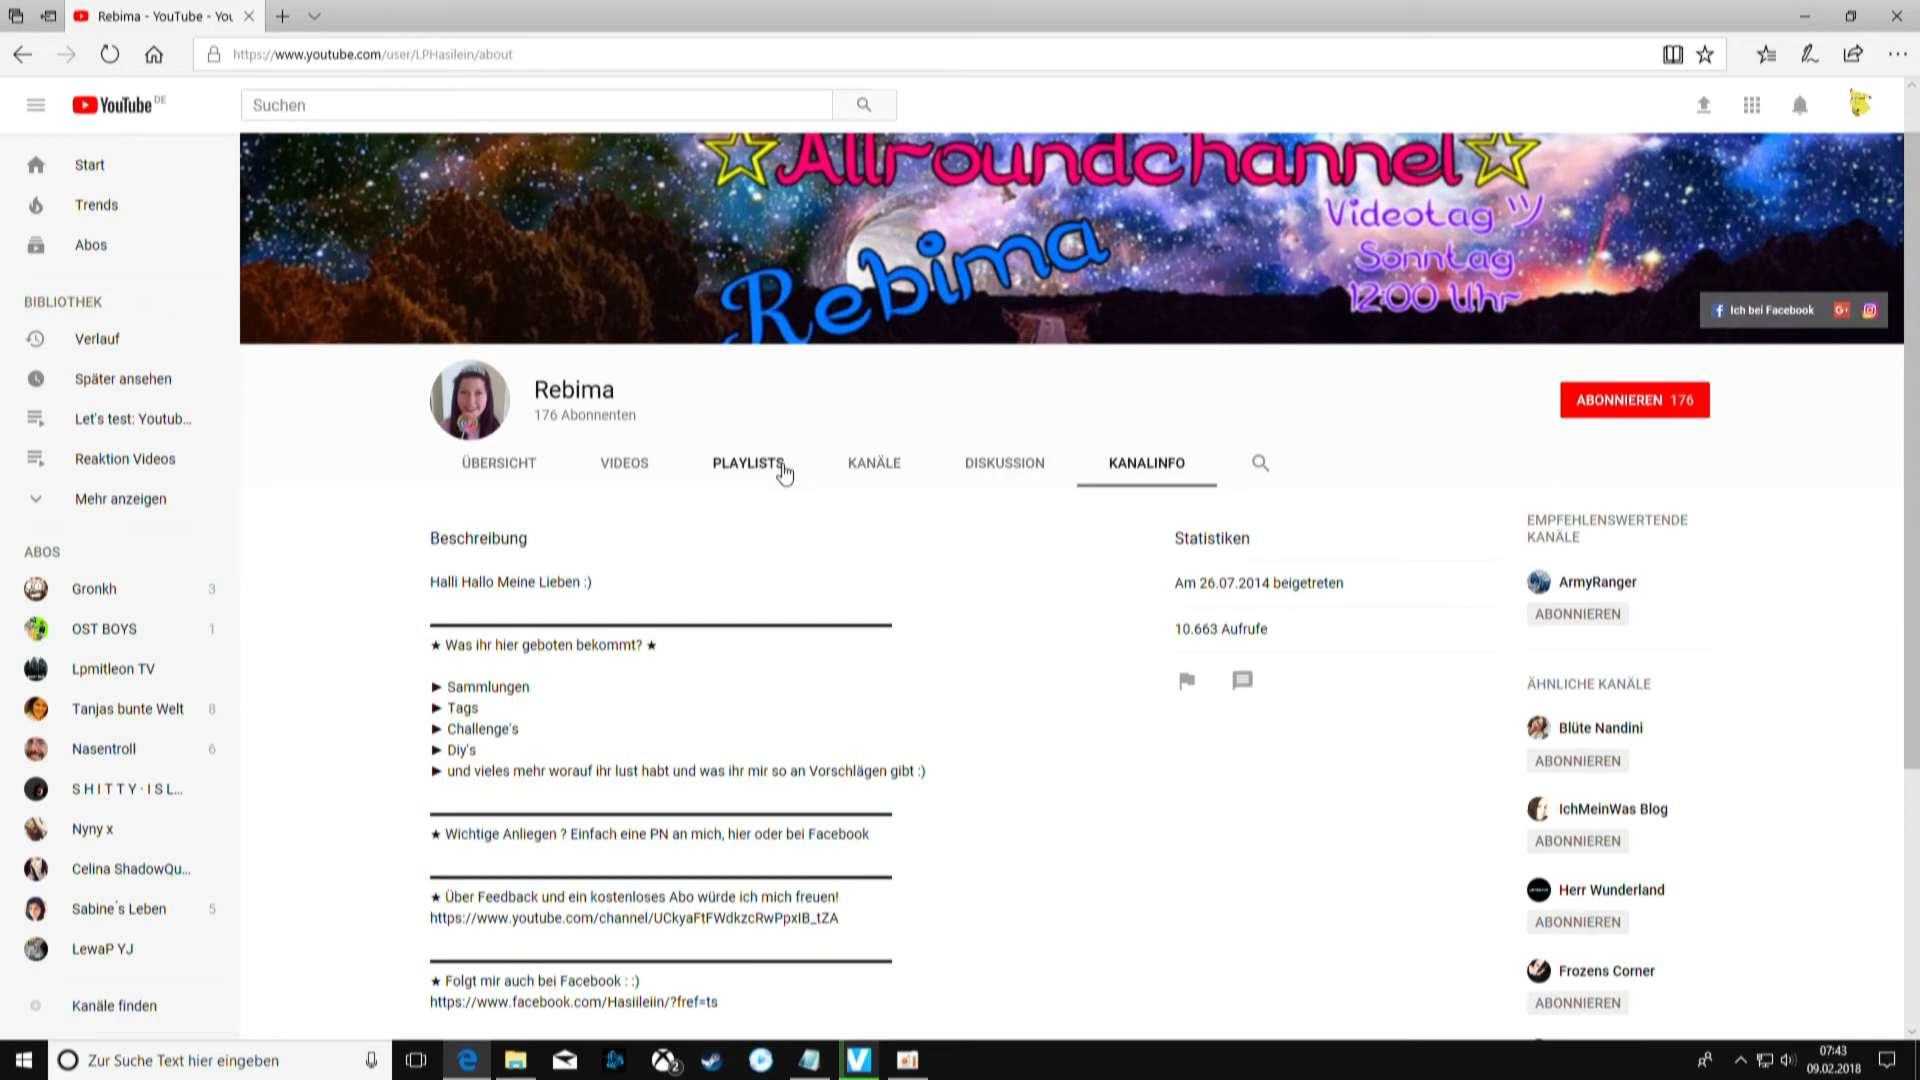 Rebima - YouTube - You
https://www.youtube.com/user/LPHasilein/about
YouTube DE
Suchen
Start
Trends
Abos
BIBLIOTHEK
Verlauf
Später ansehen
Let's test: Youtub...
Reaktion Videos
Mehr anzeigen
ABOS
Gronkh 3
OST BOYS 1
Lpmitleon TV
Tanjas bunte Welt 8
Nasentroll 6
S H I T T Y · I S L...
Nyny x
Celina ShadowQu...
Sabine´s Leben 5
LewaP YJ
Kanäle finden
Allroundchannel
Rebima
Videotag
Sonntag
12:00 Uhr
Ich bei Facebook G+
Rebima
176 Abonnenten
ABONNIEREN 176
ÜBERSICHT VIDEOS PLAYLISTS KANÄLE DISKUSSION KANALINFO
Beschreibung
Halli Hallo Meine Lieben :)
★ Was ihr hier geboten bekommt? ★
► Sammlungen
► Tags
► Challenge's
► Diy's
► und vieles mehr worauf ihr lust habt und was ihr mir so an Vorschlägen gibt :)
★ Wichtige Anliegen ? Einfach eine PN an mich, hier oder bei Facebook
★ Über Feedback und ein kostenloses Abo würde ich mich freuen!
https://www.youtube.com/channel/UCkyaFtFWdkzcRwPpxIB_tZA
★ Folgt mir auch bei Facebook : :)
https://www.facebook.com/Hasiileiin/?fref=ts
Statistiken
Am 26.07.2014 beigetreten
10.663 Aufrufe
EMPFEHLENSWERTENDE
KANÄLE
ArmyRanger
ABONNIEREN
ÄHNLICHE KANÄLE
Blüte Nandini
ABONNIEREN
IchMeinWas Blog
ABONNIEREN
Herr Wunderland
ABONNIEREN
Frozens Corner
ABONNIEREN
Zur Suche Text hier eingeben
2
07:43
09.02.2018